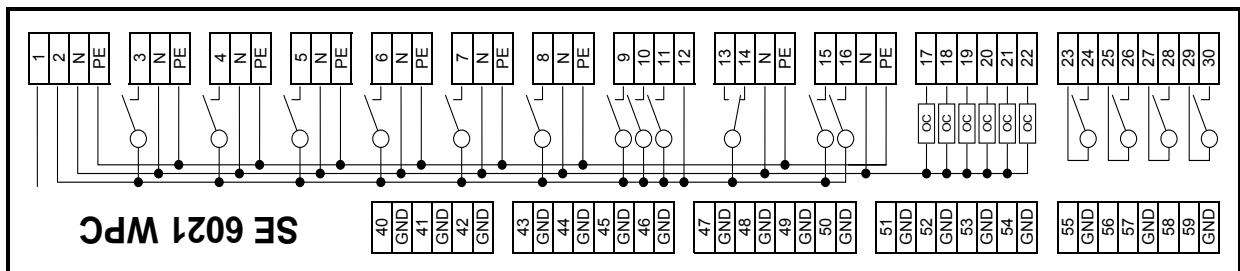 1 2 N PE 3 N PE 4 N PE 5 N PE 6 N PE 7 N PE 8 N PE 9 10 11 12 13 14 N PE 15 16 N PE 17 18 19 20 21 22 23 24 25 26 27 28 29 30
OC OC OC OC OC OC
SE 6021 WPC
40 GND 41 GND 42 GND 43 GND 44 GND 45 GND 46 GND 47 GND 48 GND 49 GND 50 GND 51 GND 52 GND 53 GND 54 GND 55 GND 56 57 GND 58 59 GND